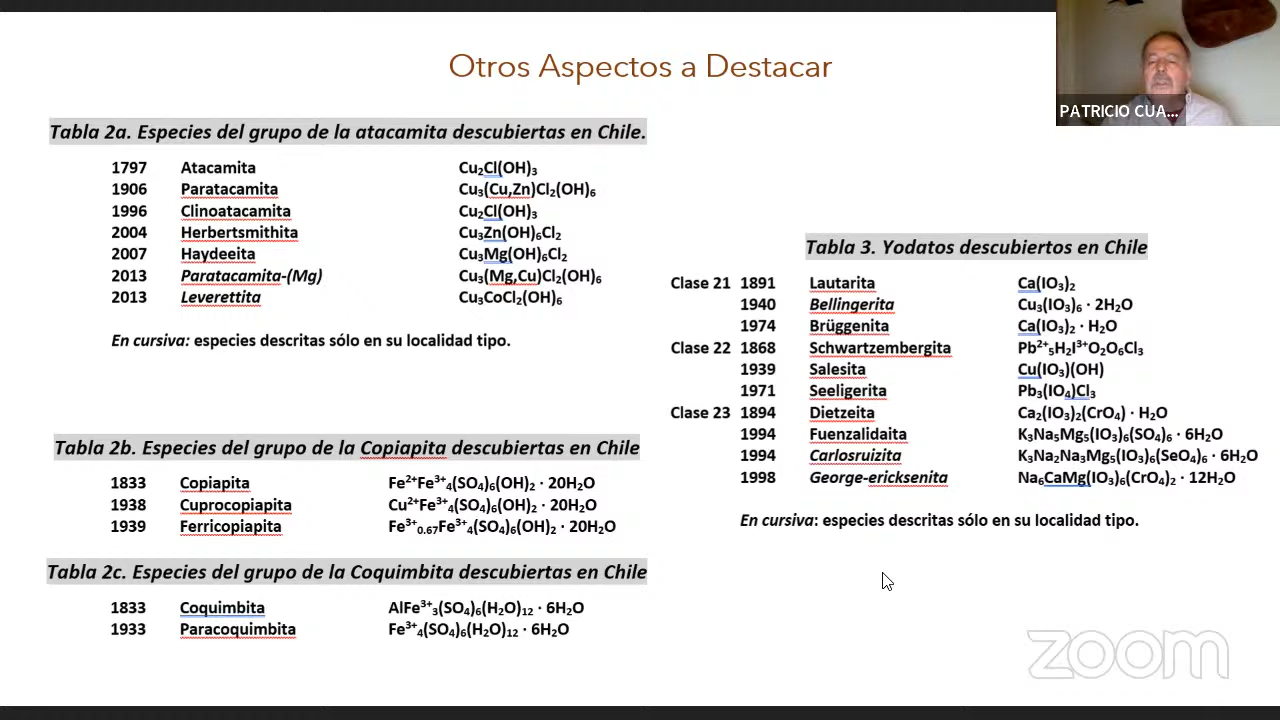 Otros Aspectos a Destacar
PATRICIO CUA...
Tabla 2a. Especies del grupo de la atacamita descubiertas en Chile.
1797 Atacamita Cu₂Cl(OH)₃
1906 Paratacamita Cu₃(Cu,Zn)Cl₂(OH)₆
1996 Clinoatacamita Cu₂Cl(OH)₃
2004 Herbertsmithita Cu₃Zn(OH)₆Cl₂
2007 Haydeeita Cu₃Mg(OH)₆Cl₂
2013 Paratacamita-(Mg) Cu₃(Mg,Cu)Cl₂(OH)₆
2013 Leverettita Cu₃CoCl₂(OH)₆
En cursiva: especies descritas sólo en su localidad tipo.
Tabla 2b. Especies del grupo de la Copiapita descubiertas en Chile
1833 Copiapita Fe²⁺Fe³⁺₄(SO₄)₆(OH)₂ · 20H₂O
1938 Cuprocopiapita Cu²⁺Fe³⁺₄(SO₄)₆(OH)₂ · 20H₂O
1939 Ferricopiapita Fe³⁺₀.₆₇Fe³⁺₄(SO₄)₆(OH)₂ · 20H₂O
Tabla 2c. Especies del grupo de la Coquimbita descubiertas en Chile
1833 Coquimbita AlFe³⁺₃(SO₄)₆(H₂O)₁₂ · 6H₂O
1933 Paracoquimbita Fe³⁺₄(SO₄)₆(H₂O)₁₂ · 6H₂O
Tabla 3. Yodatos descubiertos en Chile
Clase 21 1891 Lautarita Ca(IO₃)₂
1940 Bellingerita Cu₃(IO₃)₆ · 2H₂O
1974 Brüggenita Ca(IO₃)₂ · H₂O
Clase 22 1868 Schwartzembergita Pb²⁺₅H₂I³⁺O₂O₆Cl₃
1939 Salesita Cu(IO₃)(OH)
1971 Seeligerita Pb₃(IO₄)Cl₃
Clase 23 1894 Dietzeita Ca₂(IO₃)₂(CrO₄) · H₂O
1994 Fuenzalidaita K₃Na₅Mg₅(IO₃)₆(SO₄)₆ · 6H₂O
1994 Carlosruizita K₃Na₂Na₃Mg₅(IO₃)₆(SeO₄)₆ · 6H₂O
1998 George-ericksenita Na₆CaMg(IO₃)₆(CrO₄)₂ · 12H₂O
En cursiva: especies descritas sólo en su localidad tipo.
zoom